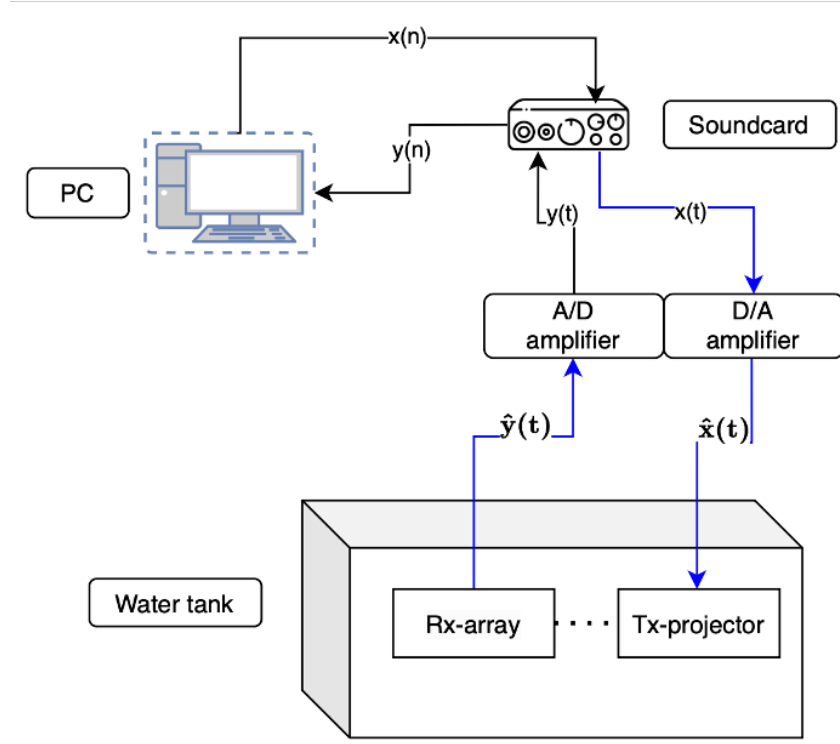 x(n)
Soundcard
y(n)
PC
y(t)
x(t)
A/D
amplifier
D/A
amplifier
ŷ(t)
x̂(t)
Water tank
Rx-array
Tx-projector